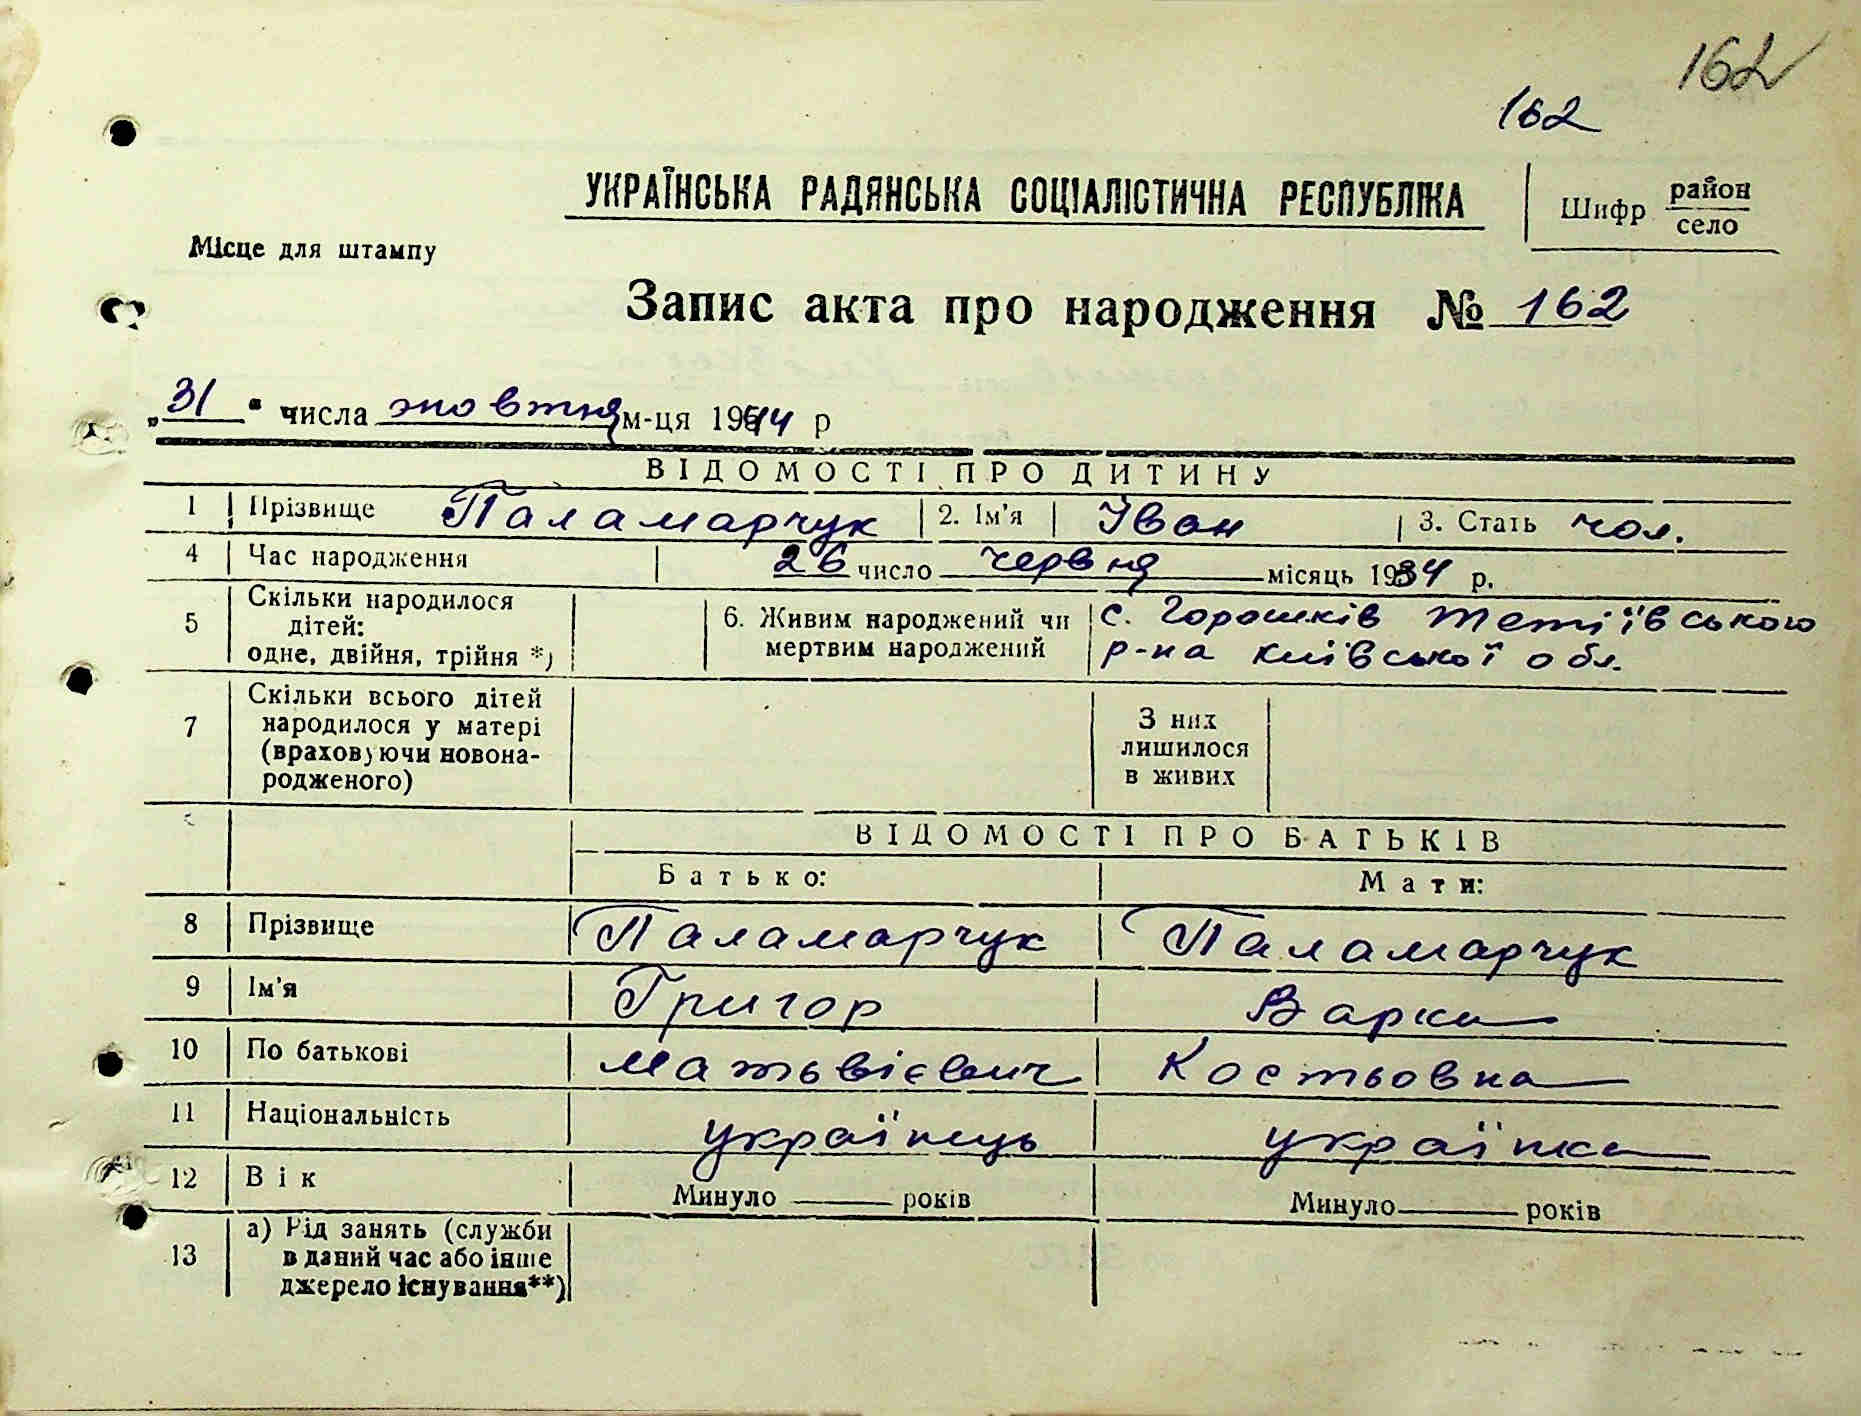 162
162
УКРАЇНСЬКА РАДЯНСЬКА СОЦІАЛІСТИЧНА РЕСПУБЛІКА
Шифр район
село
Місце для штампу
Запис акта про народження № 162
„31“ числа жовтня м-ця 1944 р
ВІДОМОСТІ ПРО ДИТИНУ
1 Прізвище Паламарчук 2. Ім'я Іван 3. Стать чол.
4 Час народження 26 число червня місяць 1934 р.
5 Скільки народилося дітей: одне, двійня, трійня *)
6. Живим народжений чи мертвим народжений
с. Горошків Тетіївського
р-на Київської обл.
7 Скільки всього дітей
народилося у матері
(враховуючи новона-
родженого)
З них
лишилося
в живих
ВІДОМОСТІ ПРО БАТЬКІВ
Батько: Мати:
8 Прізвище Паламарчук Паламарчук
9 Ім'я Григор Варка
10 По батькові Матьвієвич Костьовна
11 Національність українець українка
12 Вік Минуло — років Минуло — років
13 а) Рід занять (служби
в даний час або інше
джерело існування**)